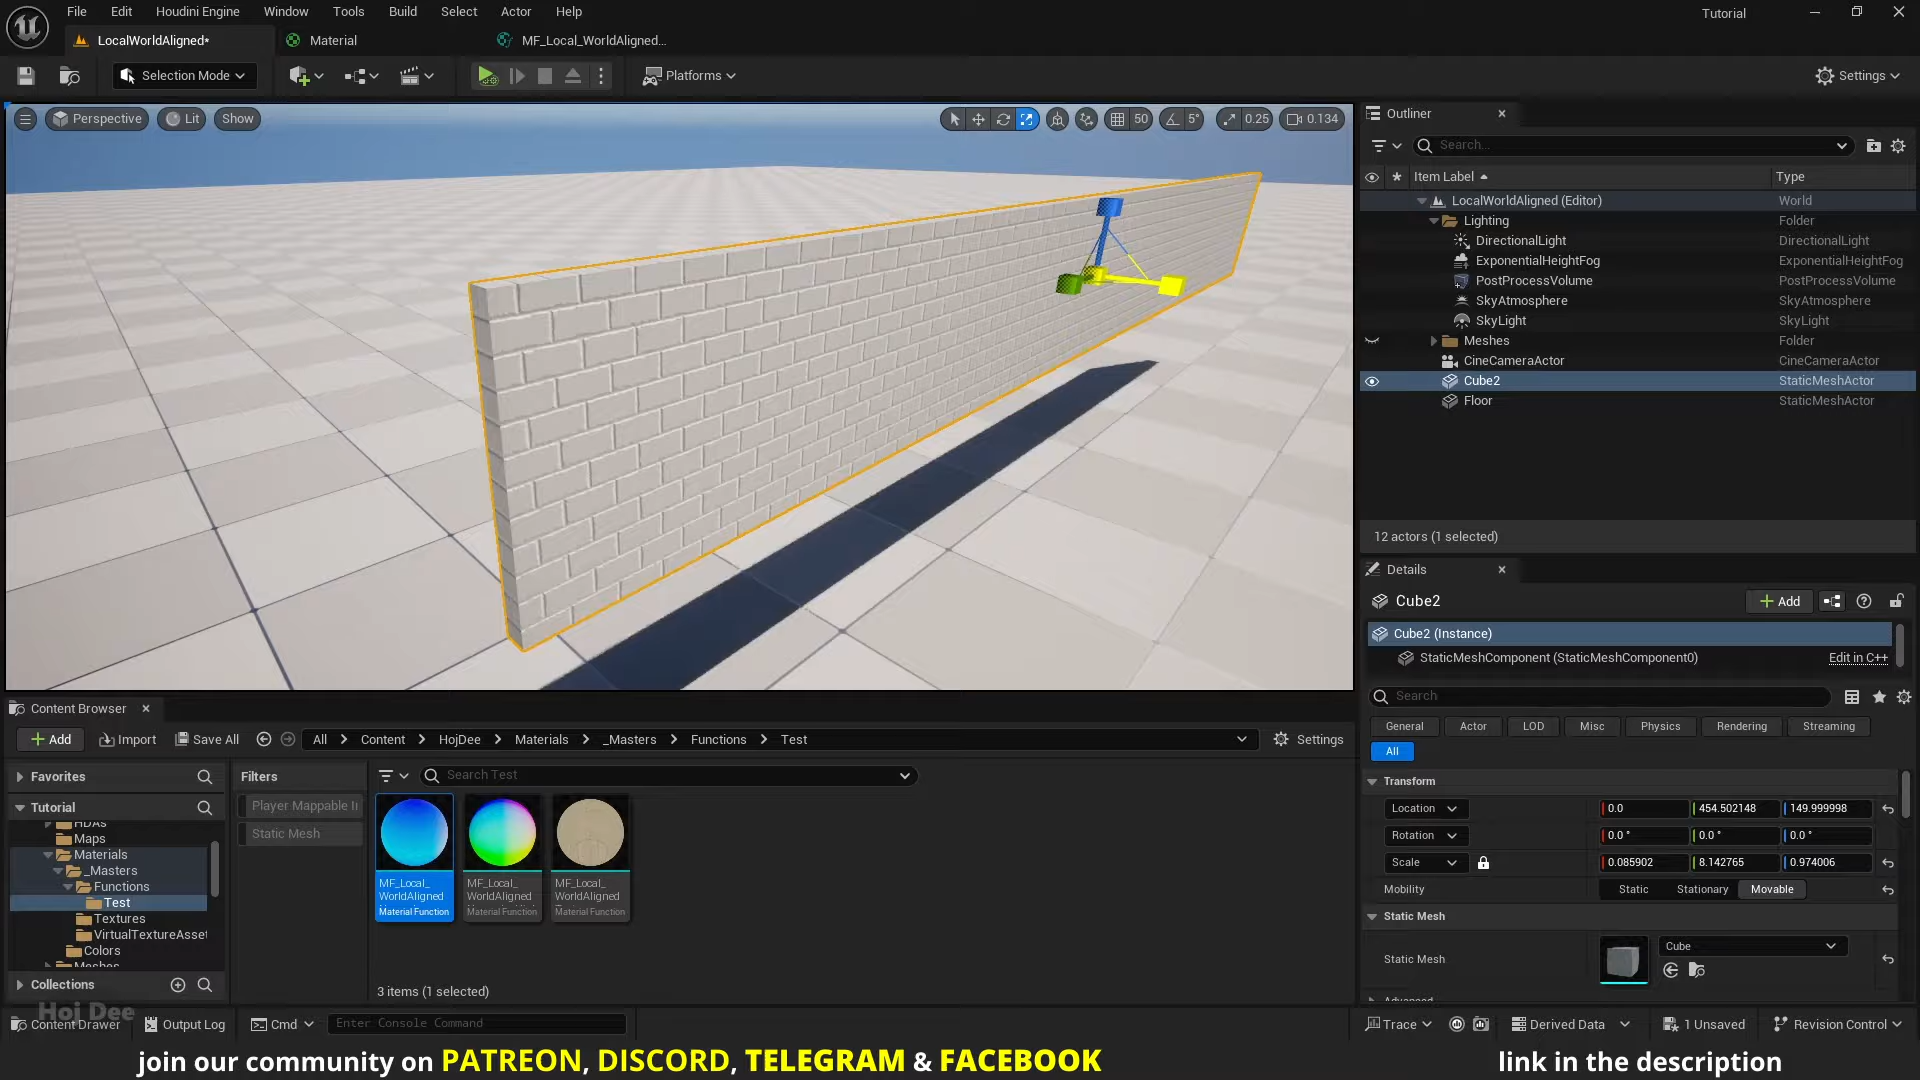 File Edit Houdini Engine Window Tools Build Select Actor Help
Tutorial
LocalWorldAligned* Material MF_Local_WorldAligned...
Selection Mode Platforms Settings
Perspective Lit Show 50 5° 0.25 0.134
Outliner
Search...
Item Label Type
LocalWorldAligned (Editor) World
Lighting Folder
DirectionalLight DirectionalLight
ExponentialHeightFog ExponentialHeightFog
PostProcessVolume PostProcessVolume
SkyAtmosphere SkyAtmosphere
SkyLight SkyLight
Meshes Folder
CineCameraActor CineCameraActor
Cube2 StaticMeshActor
Floor StaticMeshActor
12 actors (1 selected)
Details
Cube2 Add
Cube2 (Instance)
StaticMeshComponent (StaticMeshComponent0) Edit in C++
Search
General Actor LOD Misc Physics Rendering Streaming
All
Transform
Location 0.0 454.502148 149.999998
Rotation 0.0 ° 0.0 ° 0.0 °
Scale 0.085902 8.142765 0.974006
Mobility Static Stationary Movable
Static Mesh
Static Mesh Cube
Content Browser
Add Import Save All All Content HojDee Materials _Masters Functions Test Settings
Favorites
Tutorial
HDAs
Maps
Materials
_Masters
Functions
Test
Textures
VirtualTextureAsset
Colors
Meshes
Collections
Filters
Player Mappable In
Static Mesh
Search Test
MF_Local_
WorldAligned
Material Function
MF_Local_
WorldAligned
Material Function
MF_Local_
WorldAligned
Material Function
3 items (1 selected)
Hoj Dee
Content Drawer Output Log Cmd Enter Console Command Trace Derived Data 1 Unsaved Revision Control
join our community on PATREON, DISCORD, TELEGRAM & FACEBOOK link in the description